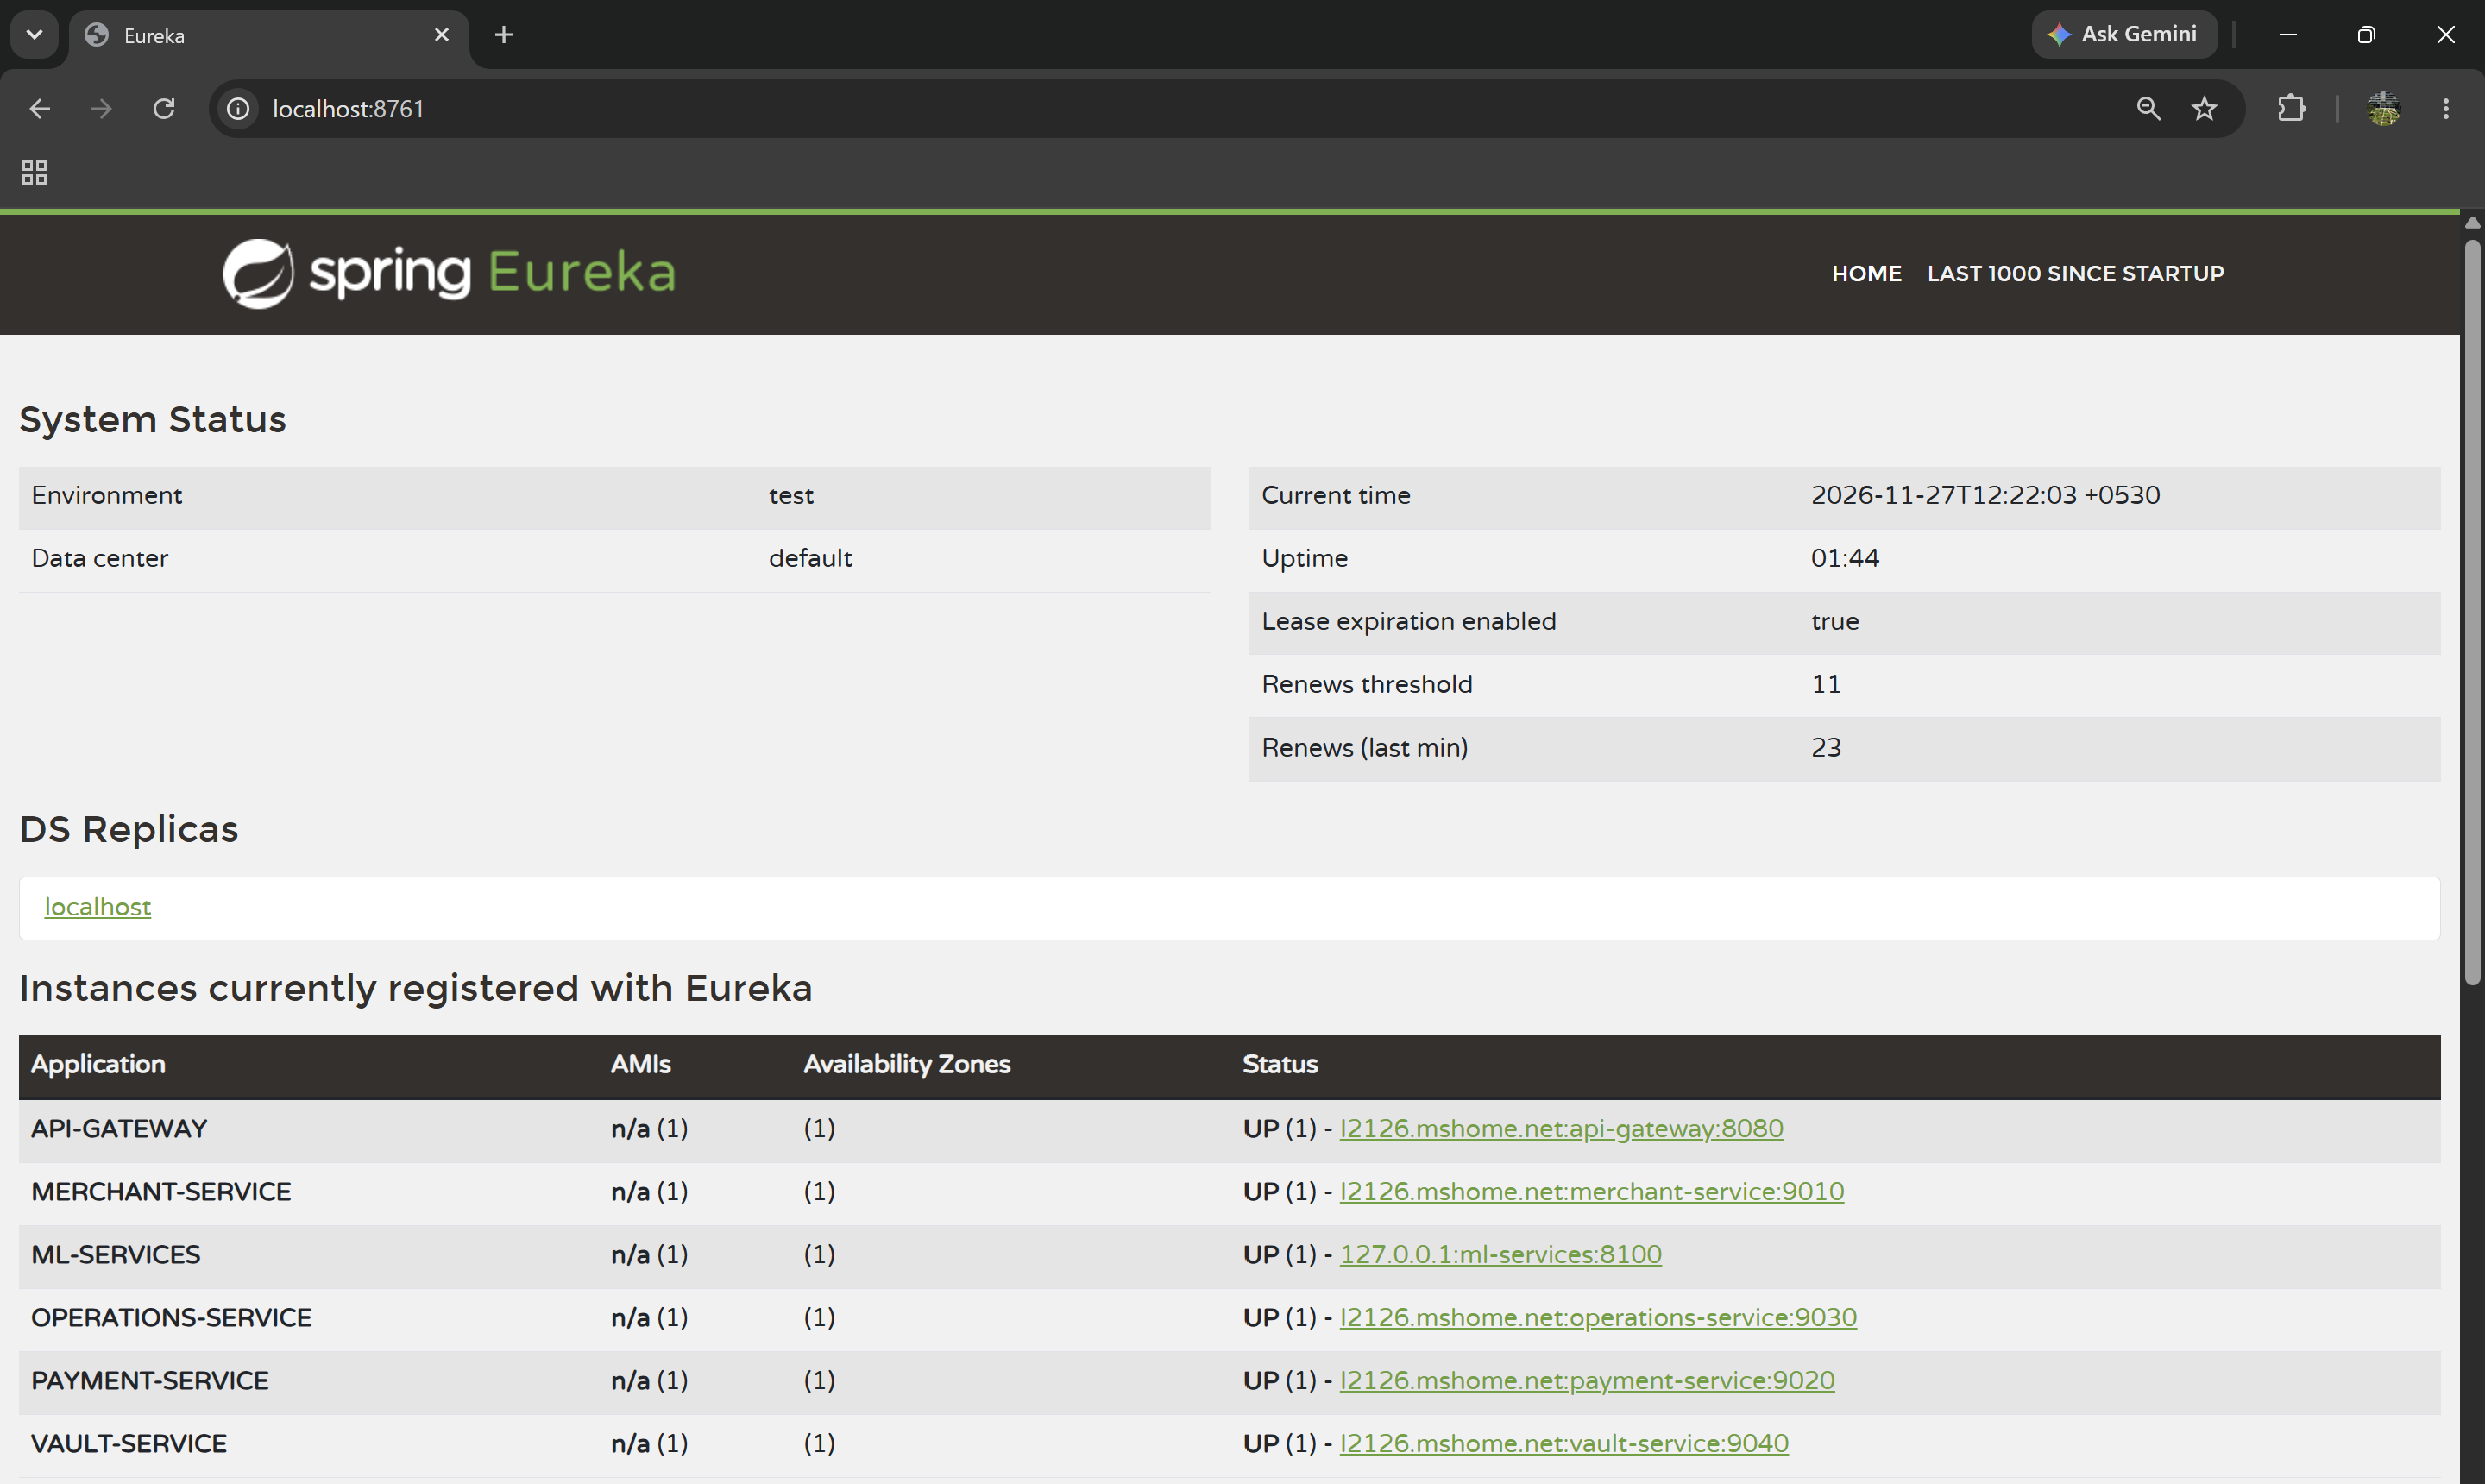 Eureka
Ask Gemini
localhost:8761
spring Eureka
HOME LAST 1000 SINCE STARTUP
System Status
Environment test
Data center default
Current time 2026-11-27T12:22:03 +0530
Uptime 01:44
Lease expiration enabled true
Renews threshold 11
Renews (last min) 23
DS Replicas
localhost
Instances currently registered with Eureka
Application AMIs Availability Zones Status
API-GATEWAY n/a (1) (1) UP (1) - l2126.mshome.net:api-gateway:8080
MERCHANT-SERVICE n/a (1) (1) UP (1) - l2126.mshome.net:merchant-service:9010
ML-SERVICES n/a (1) (1) UP (1) - 127.0.0.1:ml-services:8100
OPERATIONS-SERVICE n/a (1) (1) UP (1) - l2126.mshome.net:operations-service:9030
PAYMENT-SERVICE n/a (1) (1) UP (1) - l2126.mshome.net:payment-service:9020
VAULT-SERVICE n/a (1) (1) UP (1) - l2126.mshome.net:vault-service:9040